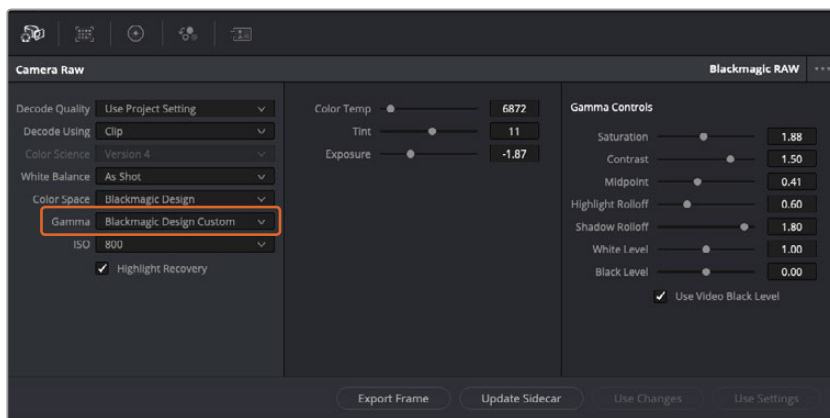 Camera Raw
Blackmagic RAW
Decode Quality Use Project Setting
Decode Using Clip
Color Science Version 4
White Balance As Shot
Color Space Blackmagic Design
Gamma Blackmagic Design Custom
ISO 800
Highlight Recovery
Color Temp 6872
Tint 11
Exposure -1.87
Gamma Controls
Saturation 1.88
Contrast 1.50
Midpoint 0.41
Highlight Rolloff 0.60
Shadow Rolloff 1.80
White Level 1.00
Black Level 0.00
Use Video Black Level
Export Frame
Update Sidecar
Use Changes
Use Settings